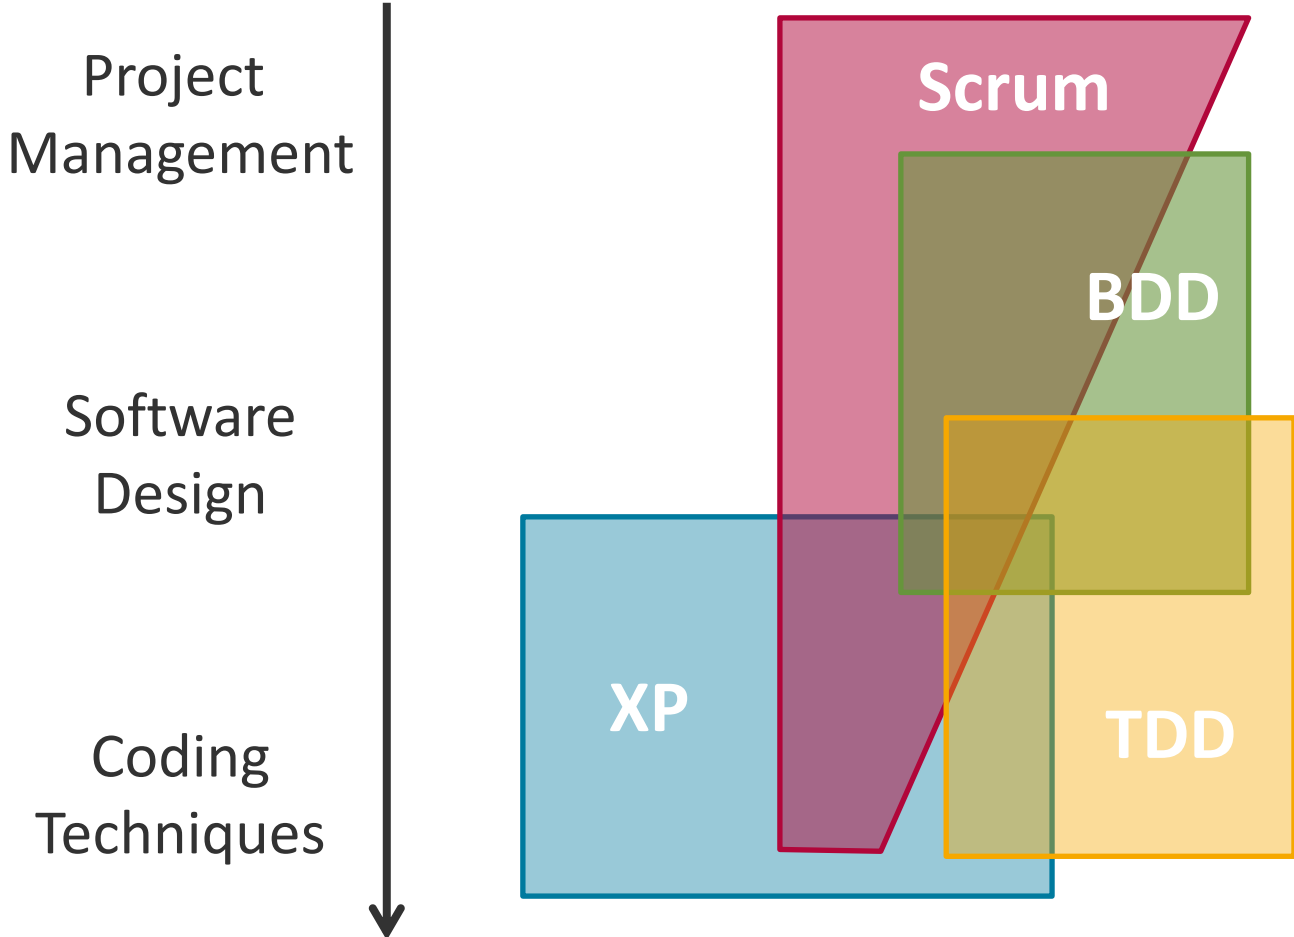 Project
Management
Software
Design
Coding
Techniques
Scrum
BDD
XP
TDD